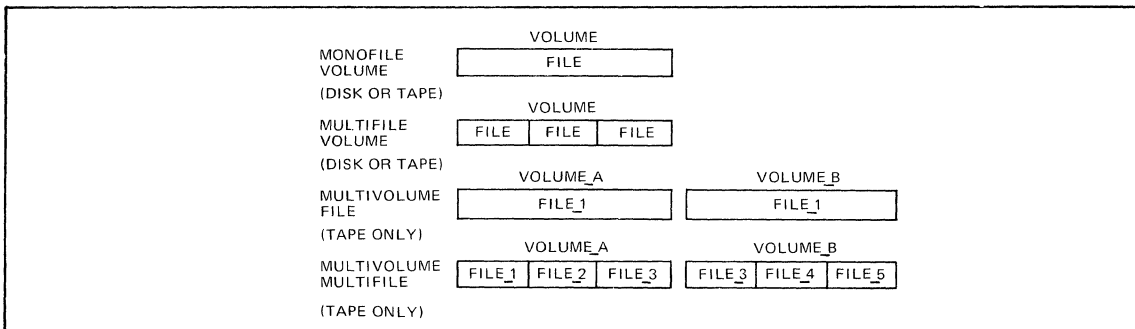 VOLUME
MONOFILE VOLUME FILE
(DISK OR TAPE)
VOLUME
MULTIFILE VOLUME FILE FILE FILE
(DISK OR TAPE)
VOLUME_A VOLUME_B
MULTIVOLUME FILE FILE_1 FILE_1
(TAPE ONLY)
VOLUME_A VOLUME_B
MULTIVOLUME MULTIFILE FILE_1 FILE_2 FILE_3 FILE_3 FILE_4 FILE_5
(TAPE ONLY)